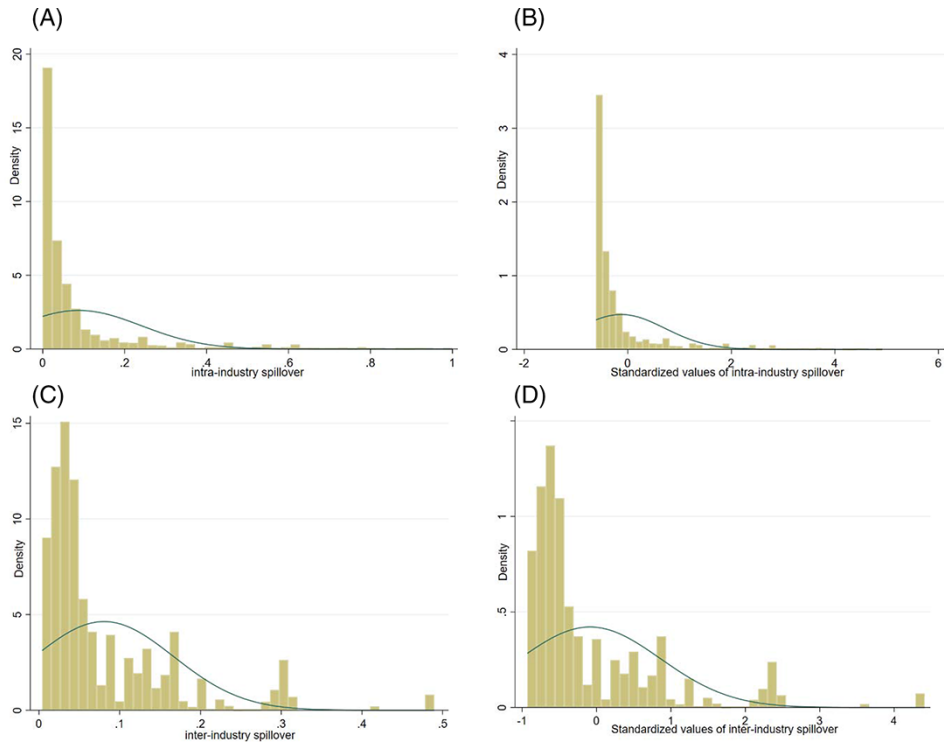 (A)
20
15
10
5
0
Density
0 .2 .4 .6 .8 1
intra-industry spillover
(B)
4
3
2
1
0
Density
-2 0 2 4 6
Standardized values of intra-industry spillover
(C)
15
10
5
0
Density
0 .1 .2 .3 .4 .5
inter-industry spillover
(D)
1
.5
0
Density
-1 0 1 2 3 4
Standardized values of inter-industry spillover